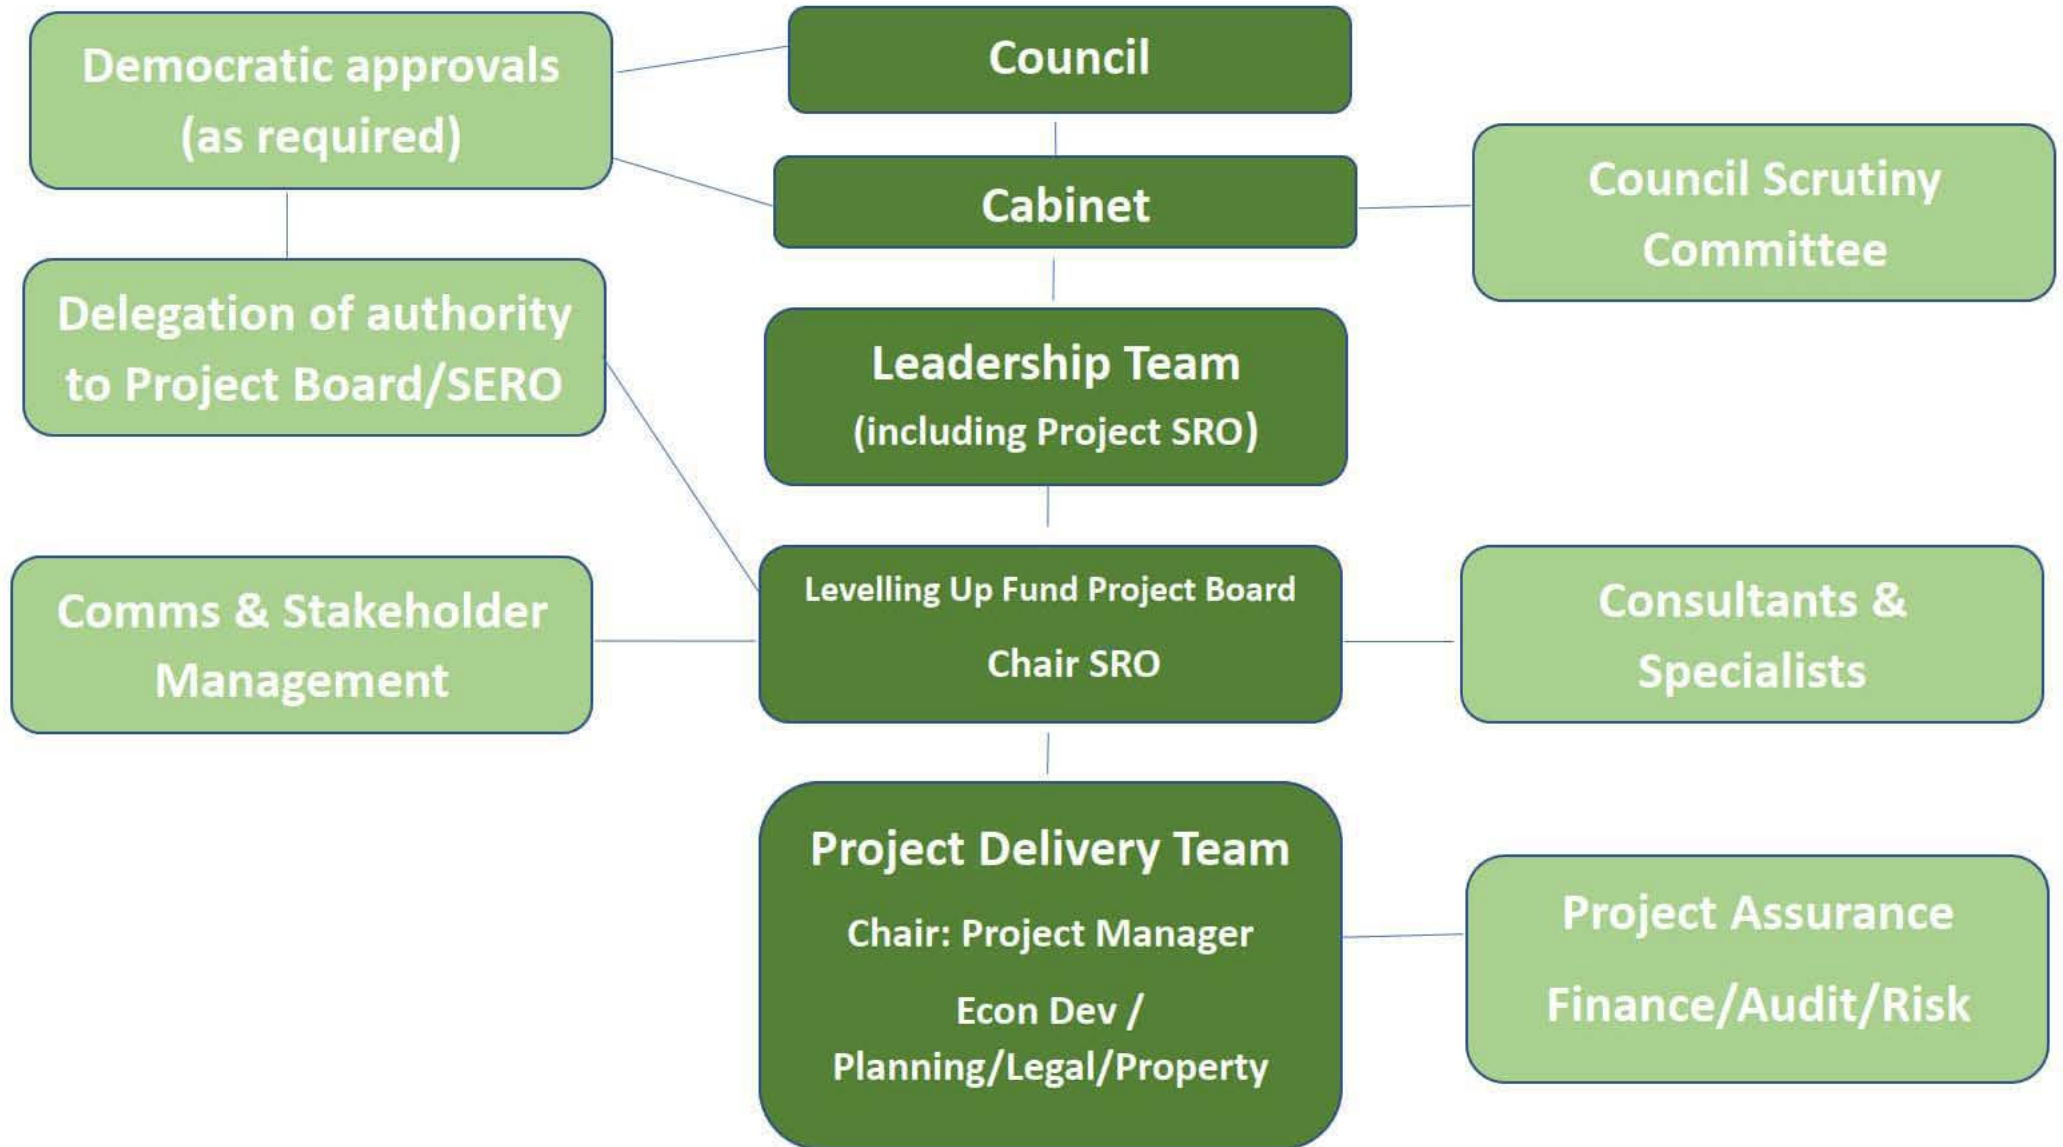 Democratic approvals
(as required)
Council
Cabinet
Council Scrutiny
Committee
Delegation of authority
to Project Board/SERO
Leadership Team
(including Project SRO)
Comms & Stakeholder
Management
Levelling Up Fund Project Board
Chair SRO
Consultants &
Specialists
Project Delivery Team
Chair: Project Manager
Econ Dev /
Planning/Legal/Property
Project Assurance
Finance/Audit/Risk